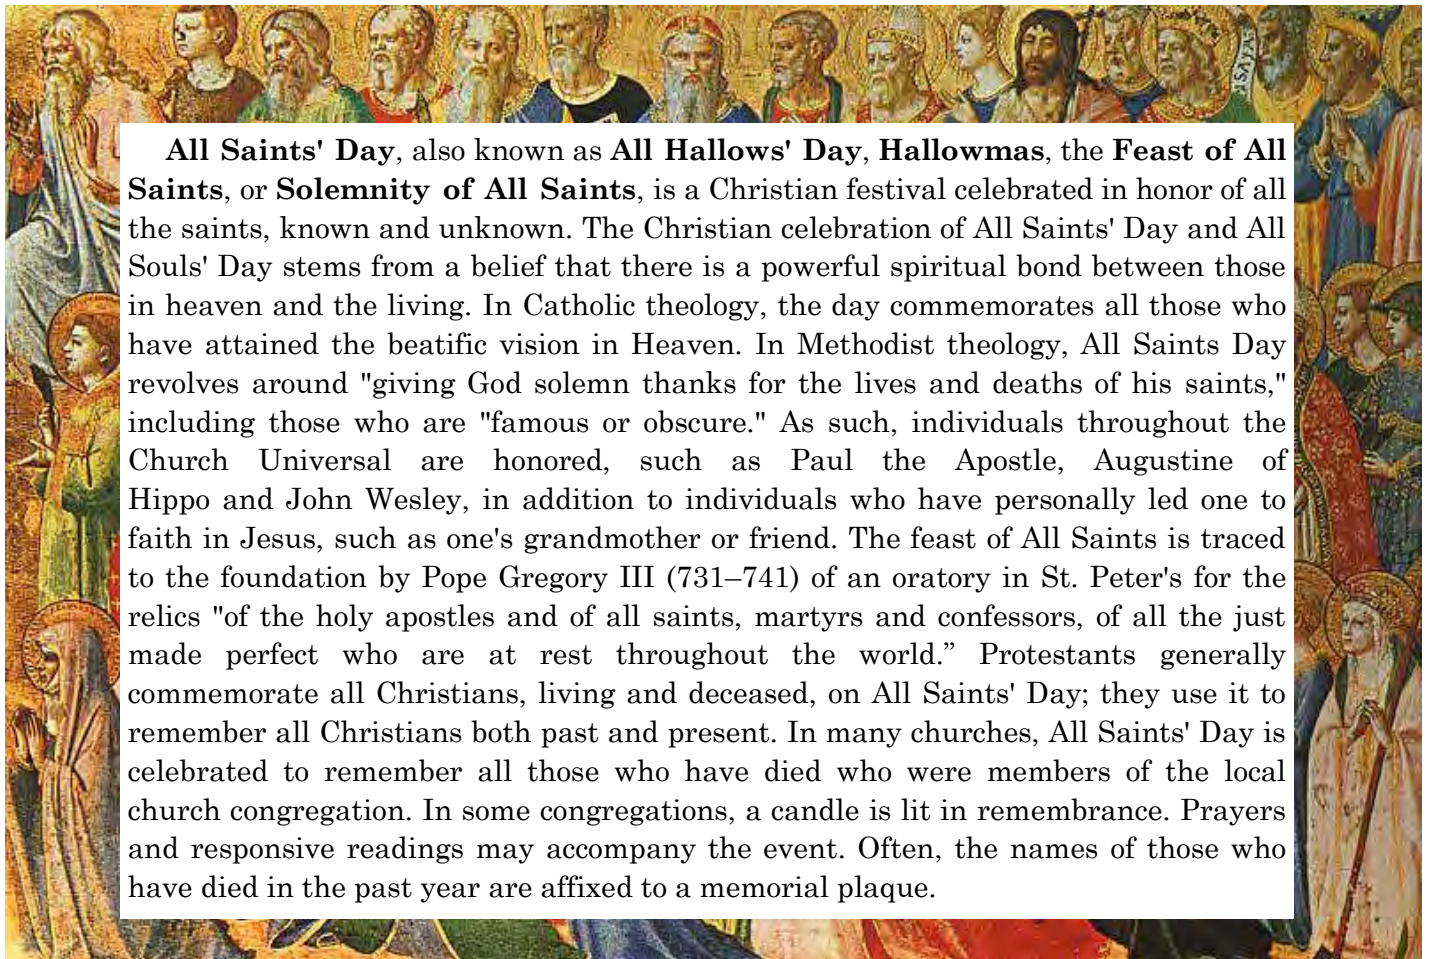 All Saints' Day, also known as All Hallows' Day, Hallowmas, the Feast of All
Saints, or Solemnity of All Saints, is a Christian festival celebrated in honor of all
the saints, known and unknown. The Christian celebration of All Saints' Day and All
Souls' Day stems from a belief that there is a powerful spiritual bond between those
in heaven and the living. In Catholic theology, the day commemorates all those who
have attained the beatific vision in Heaven. In Methodist theology, All Saints Day
revolves around "giving God solemn thanks for the lives and deaths of his saints,"
including those who are "famous or obscure." As such, individuals throughout the
Church Universal are honored, such as Paul the Apostle, Augustine of
Hippo and John Wesley, in addition to individuals who have personally led one to
faith in Jesus, such as one's grandmother or friend. The feast of All Saints is traced
to the foundation by Pope Gregory III (731–741) of an oratory in St. Peter's for the
relics "of the holy apostles and of all saints, martyrs and confessors, of all the just
made perfect who are at rest throughout the world.” Protestants generally
commemorate all Christians, living and deceased, on All Saints' Day; they use it to
remember all Christians both past and present. In many churches, All Saints' Day is
celebrated to remember all those who have died who were members of the local
church congregation. In some congregations, a candle is lit in remembrance. Prayers
and responsive readings may accompany the event. Often, the names of those who
have died in the past year are affixed to a memorial plaque.